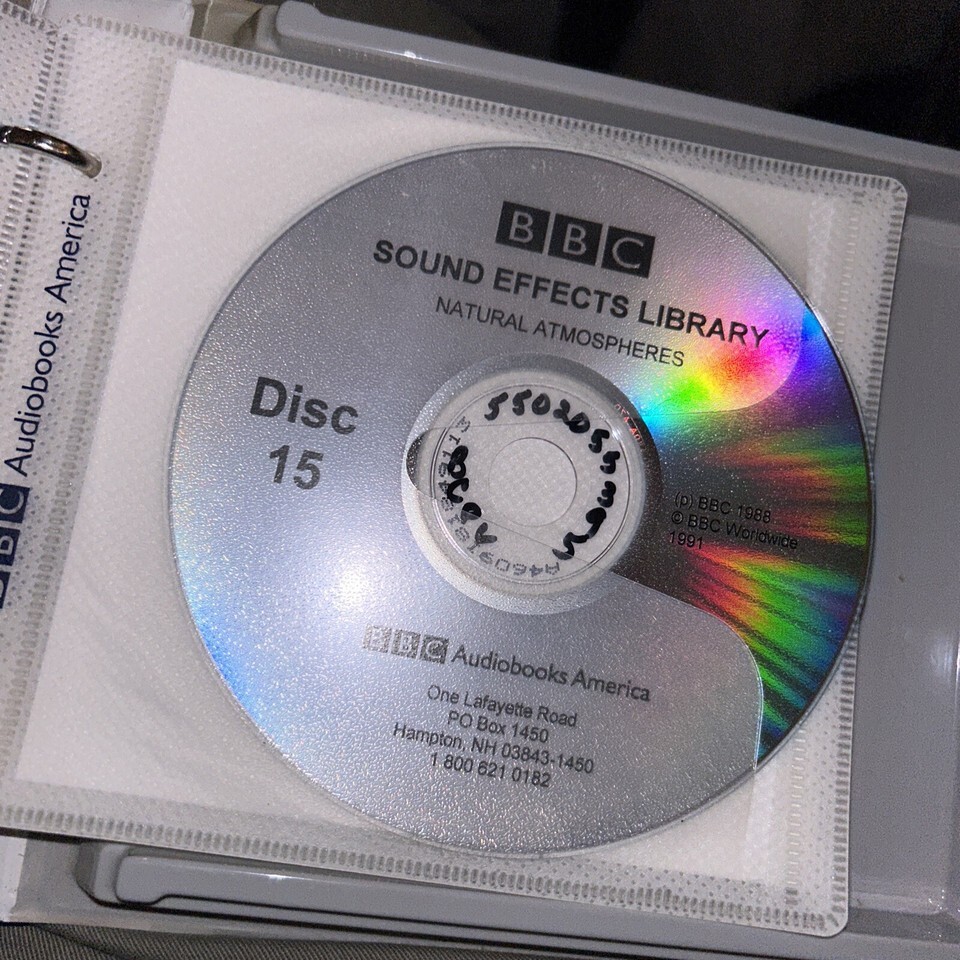 BBC
SOUND EFFECTS LIBRARY
NATURAL ATMOSPHERES
Disc
15
(p) BBC 1988
© BBC Worldwide
1991
BBC Audiobooks America
One Lafayette Road
PO Box 1450
Hampton, NH 03843-1450
1 800 621 0182
BBC Audiobooks America